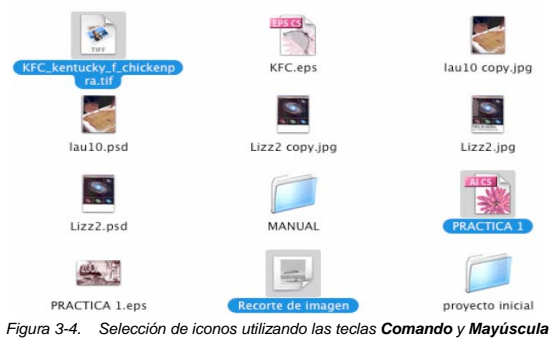 TIFF
EPS CS
KFC_kentucky_f_chickenp
ra.tif
KFC.eps
lau10 copy.jpg
lau10.psd
Lizz2 copy.jpg
Lizz2.jpg
AI CS
Lizz2.psd
MANUAL
PRACTICA 1
PRACTICA 1.eps
Recorte de imagen
proyecto inicial
Figura 3-4. Selección de iconos utilizando las teclas Comando y Mayúscula